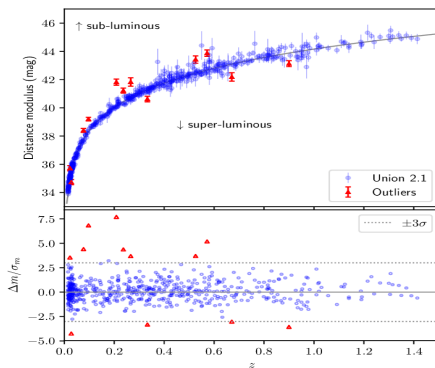 46
44
42
40
38
36
34
Distance modulus (mag)
↑ sub-luminous
↓ super-luminous
Union 2.1
Outliers
7.5
5.0
2.5
0.0
−2.5
−5.0
Δm/σm
±3σ
0.0 0.2 0.4 0.6 0.8 1.0 1.2 1.4
z